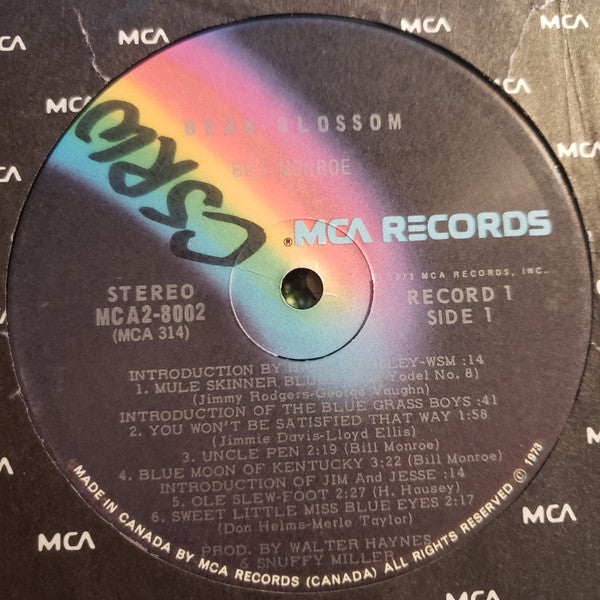 BEAN BLOSSOM
BILL MONROE
CSRW
® MCA RECORDS
℗1973 MCA RECORDS, INC.
STEREO
MCA2-8002
(MCA 314)
RECORD 1
SIDE 1
INTRODUCTION BY -WSM :14
1. MULE SKINNER BLUES Yodel No. 8)
(Jimmy Rodgers-George Vaughn)
INTRODUCTION OF THE BLUE GRASS BOYS :41
2. YOU WON'T BE SATISFIED THAT WAY 1:58
(Jimmie Davis-Lloyd Ellis)
3. UNCLE PEN 2:19 (Bill Monroe)
4. BLUE MOON OF KENTUCKY 3:22 (Bill Monroe)
INTRODUCTION OF JIM And JESSE :14
5. OLE SLEW-FOOT 2:27 (H. Hausey)
6. SWEET LITTLE MISS BLUE EYES 2:17
(Don Helms-Merle Taylor)
PROD. BY WALTER HAYNES
& SNUFFY MILLER
MADE IN CANADA BY MCA RECORDS (CANADA) ALL RIGHTS RESERVED © 1973
MCA
MCA
MCA
MCA
MCA
MCA
MCA
MCA